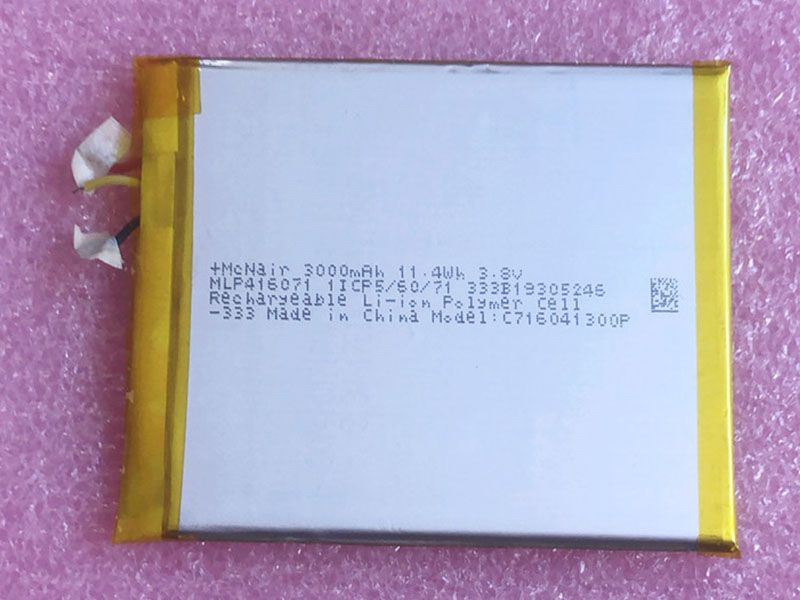 +McNair 3000mAh 11.4Wh 3.8V
MLP416071 1ICP5/60/71 333B19305246
Rechargeable Li-ion Polymer Cell
-333 Made in China Model:C716041300P